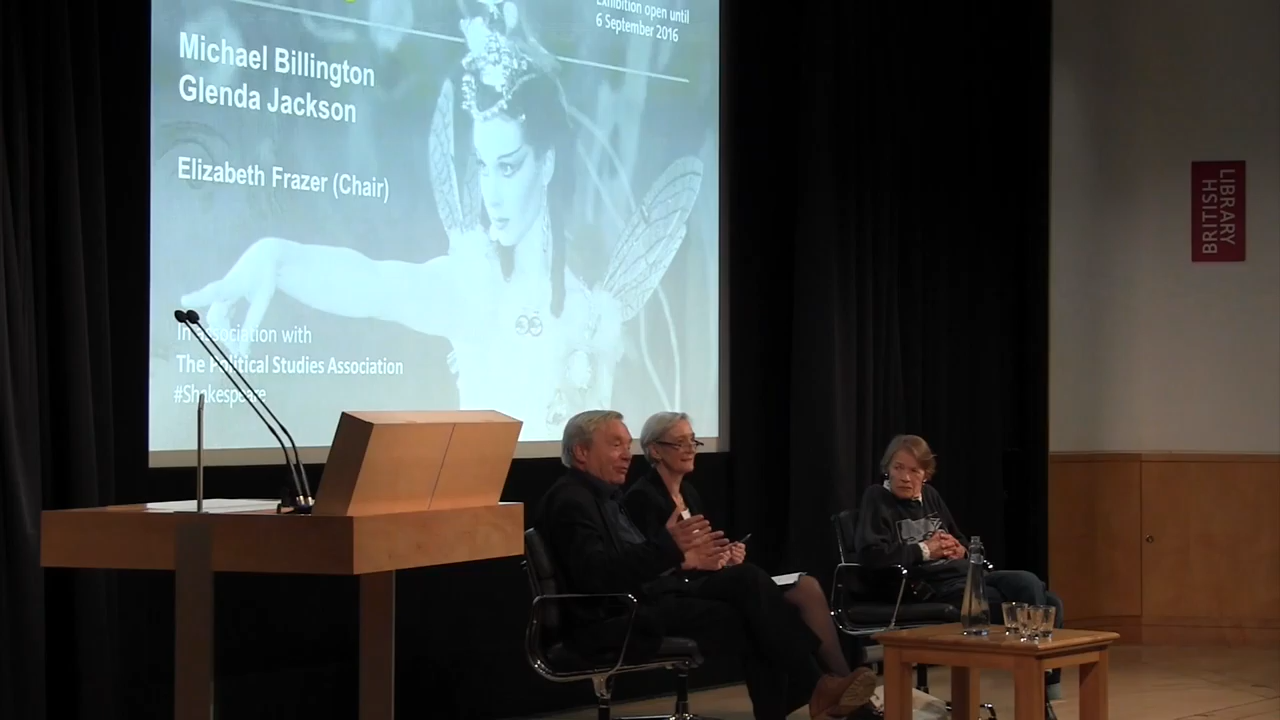 Exhibition open until
6 September 2016
Michael Billington
Glenda Jackson
Elizabeth Frazer (Chair)
In association with
The Political Studies Association
#Shakespeare
LIBRARY
BRITISH